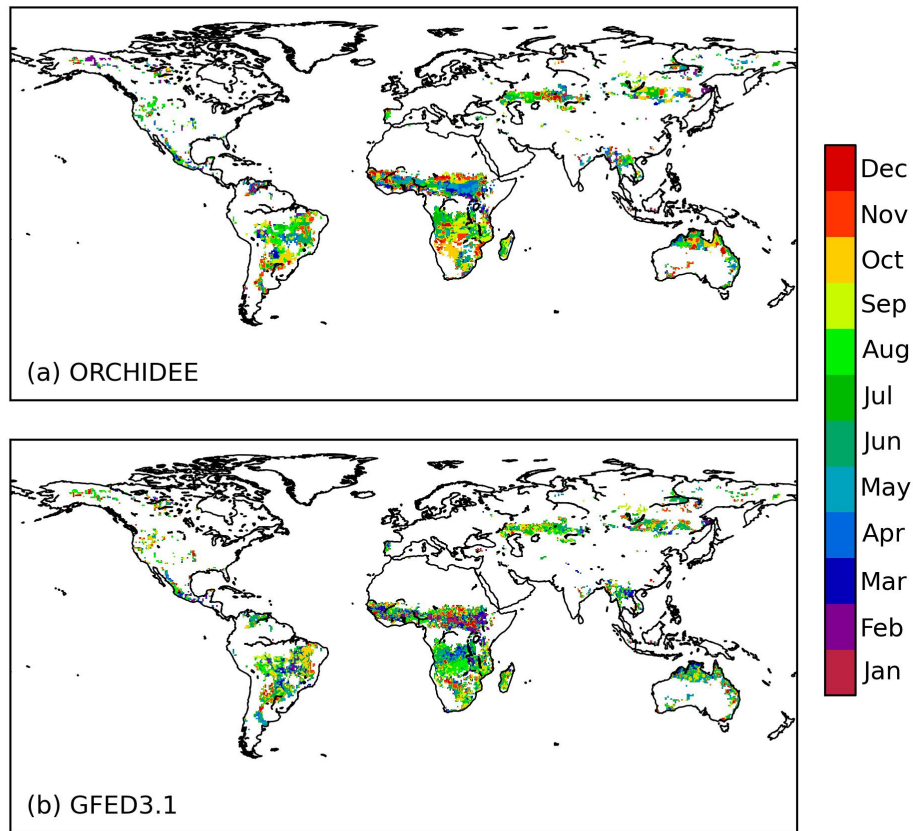 (a) ORCHIDEE
Dec
Nov
Oct
Sep
Aug
Jul
Jun
May
Apr
Mar
Feb
Jan
(b) GFED3.1